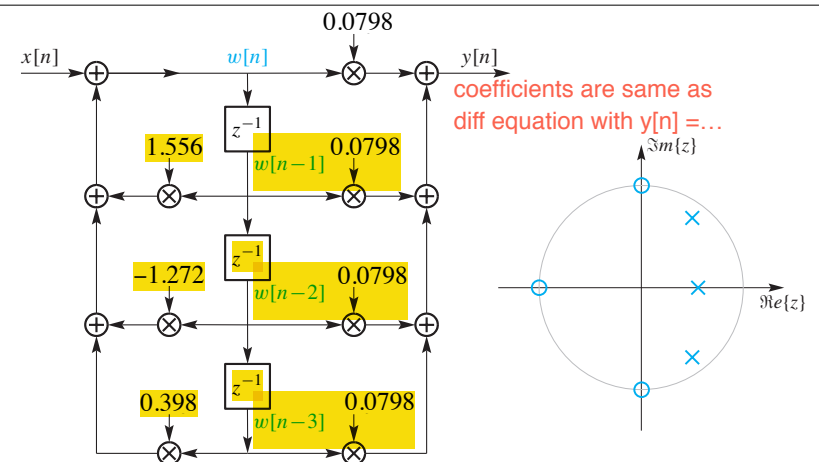 0.0798
x[n]
w[n]
y[n]
coefficients are same as
diff equation with y[n] =…
z⁻¹
1.556
w[n−1]
0.0798
ℑm{z}
z⁻¹
−1.272
w[n−2]
0.0798
ℜe{z}
z⁻¹
0.398
w[n−3]
0.0798